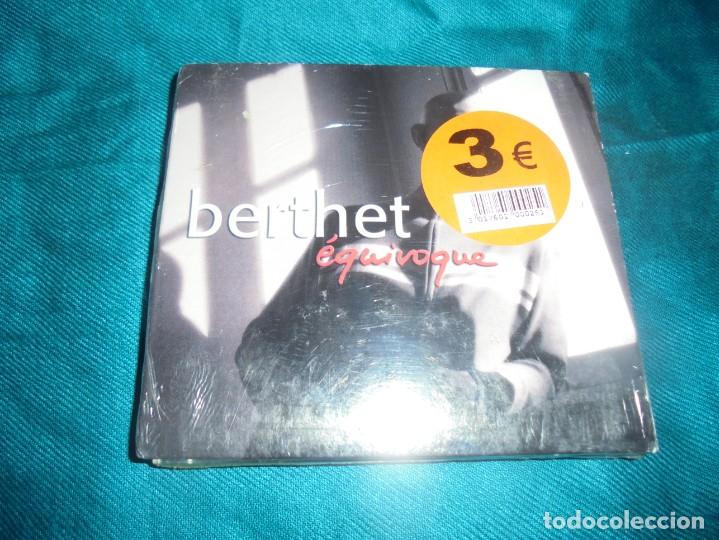 3 €
berthet
équivoque
todocoleccion